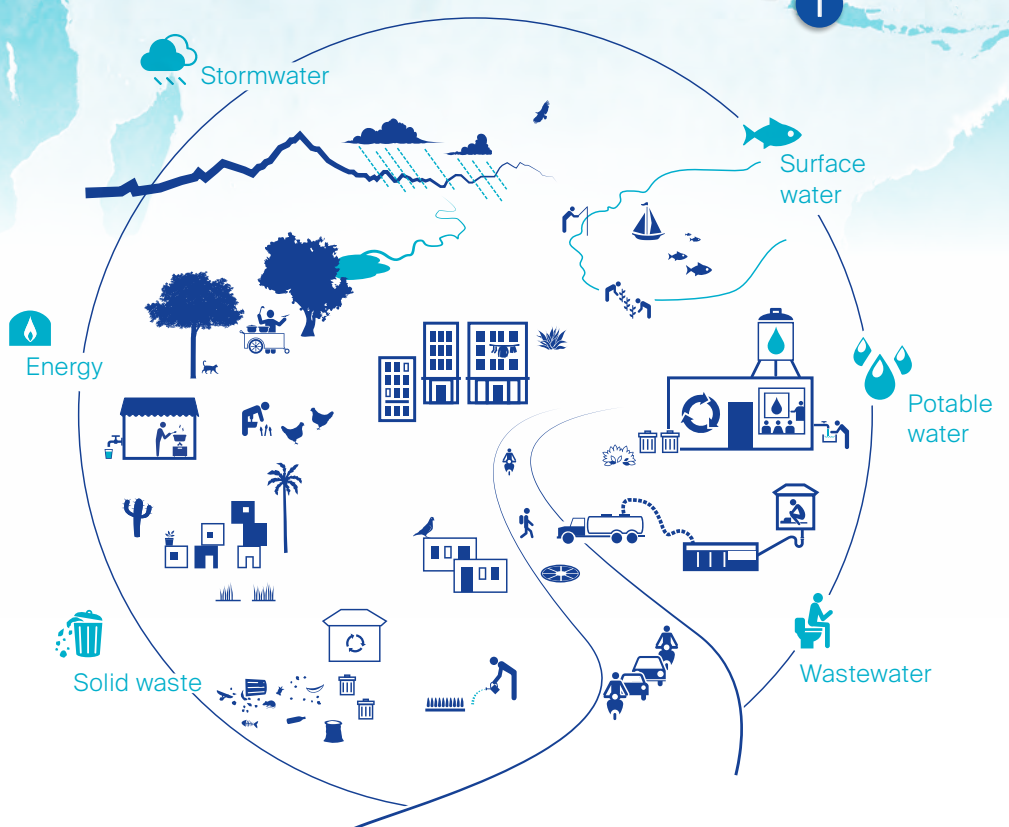 Stormwater
Surface
water
Energy
Potable
water
Solid waste
Wastewater